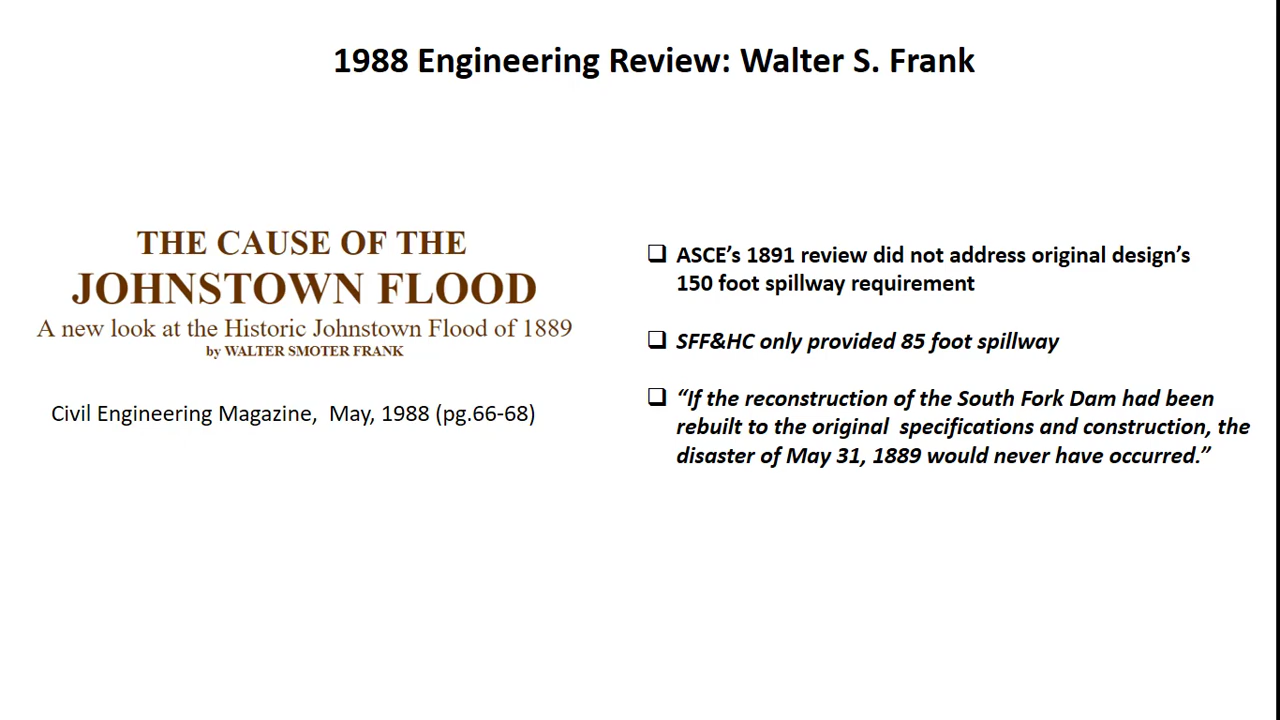 1988 Engineering Review: Walter S. Frank
THE CAUSE OF THE
JOHNSTOWN FLOOD
A new look at the Historic Johnstown Flood of 1889
by WALTER SMOTER FRANK
Civil Engineering Magazine,  May, 1988 (pg.66-68)
ASCE’s 1891 review did not address original design’s
150 foot spillway requirement
SFF&HC only provided 85 foot spillway
“If the reconstruction of the South Fork Dam had been
rebuilt to the original  specifications and construction, the
disaster of May 31, 1889 would never have occurred.”